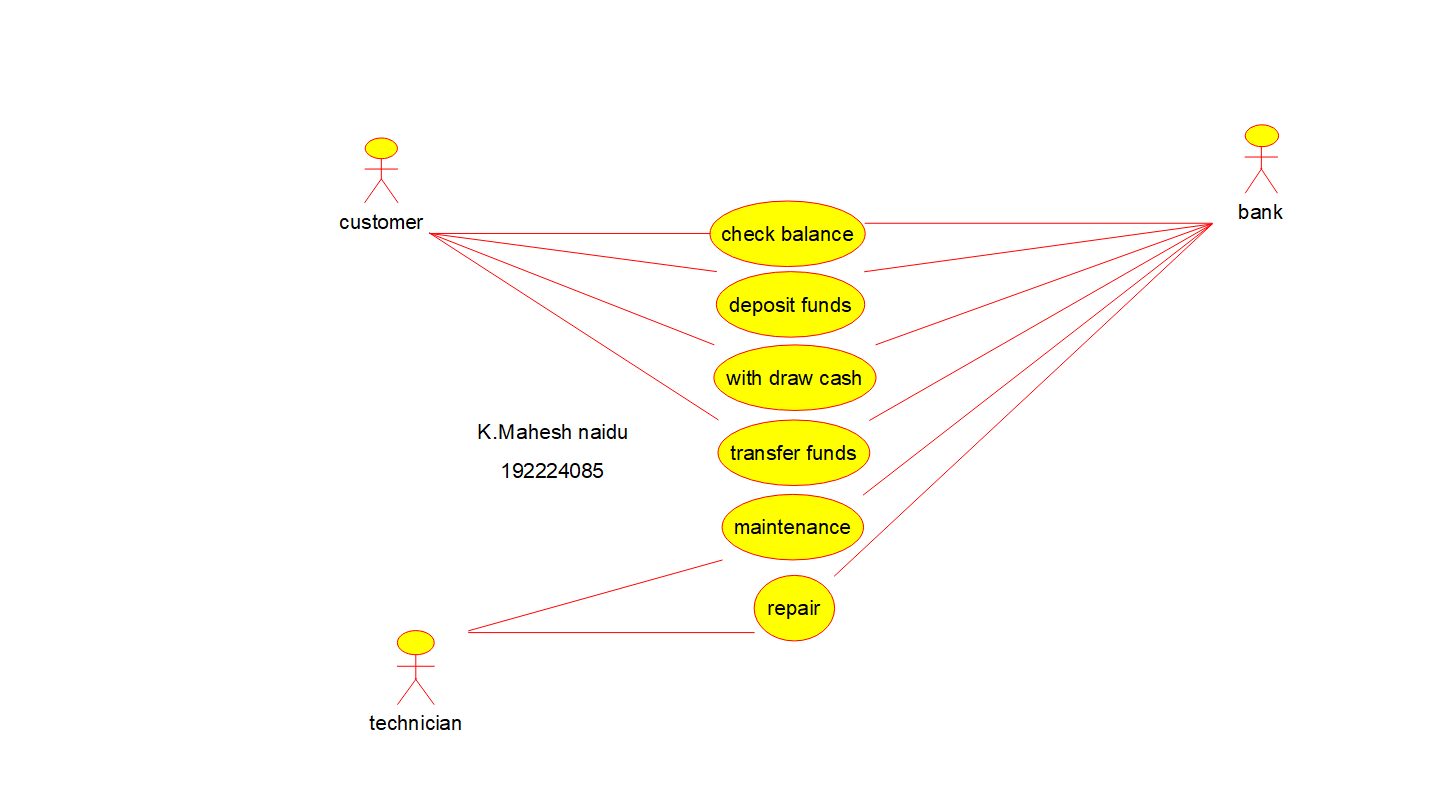 customer
bank
check balance
deposit funds
with draw cash
K.Mahesh naidu
transfer funds
192224085
maintenance
repair
technician